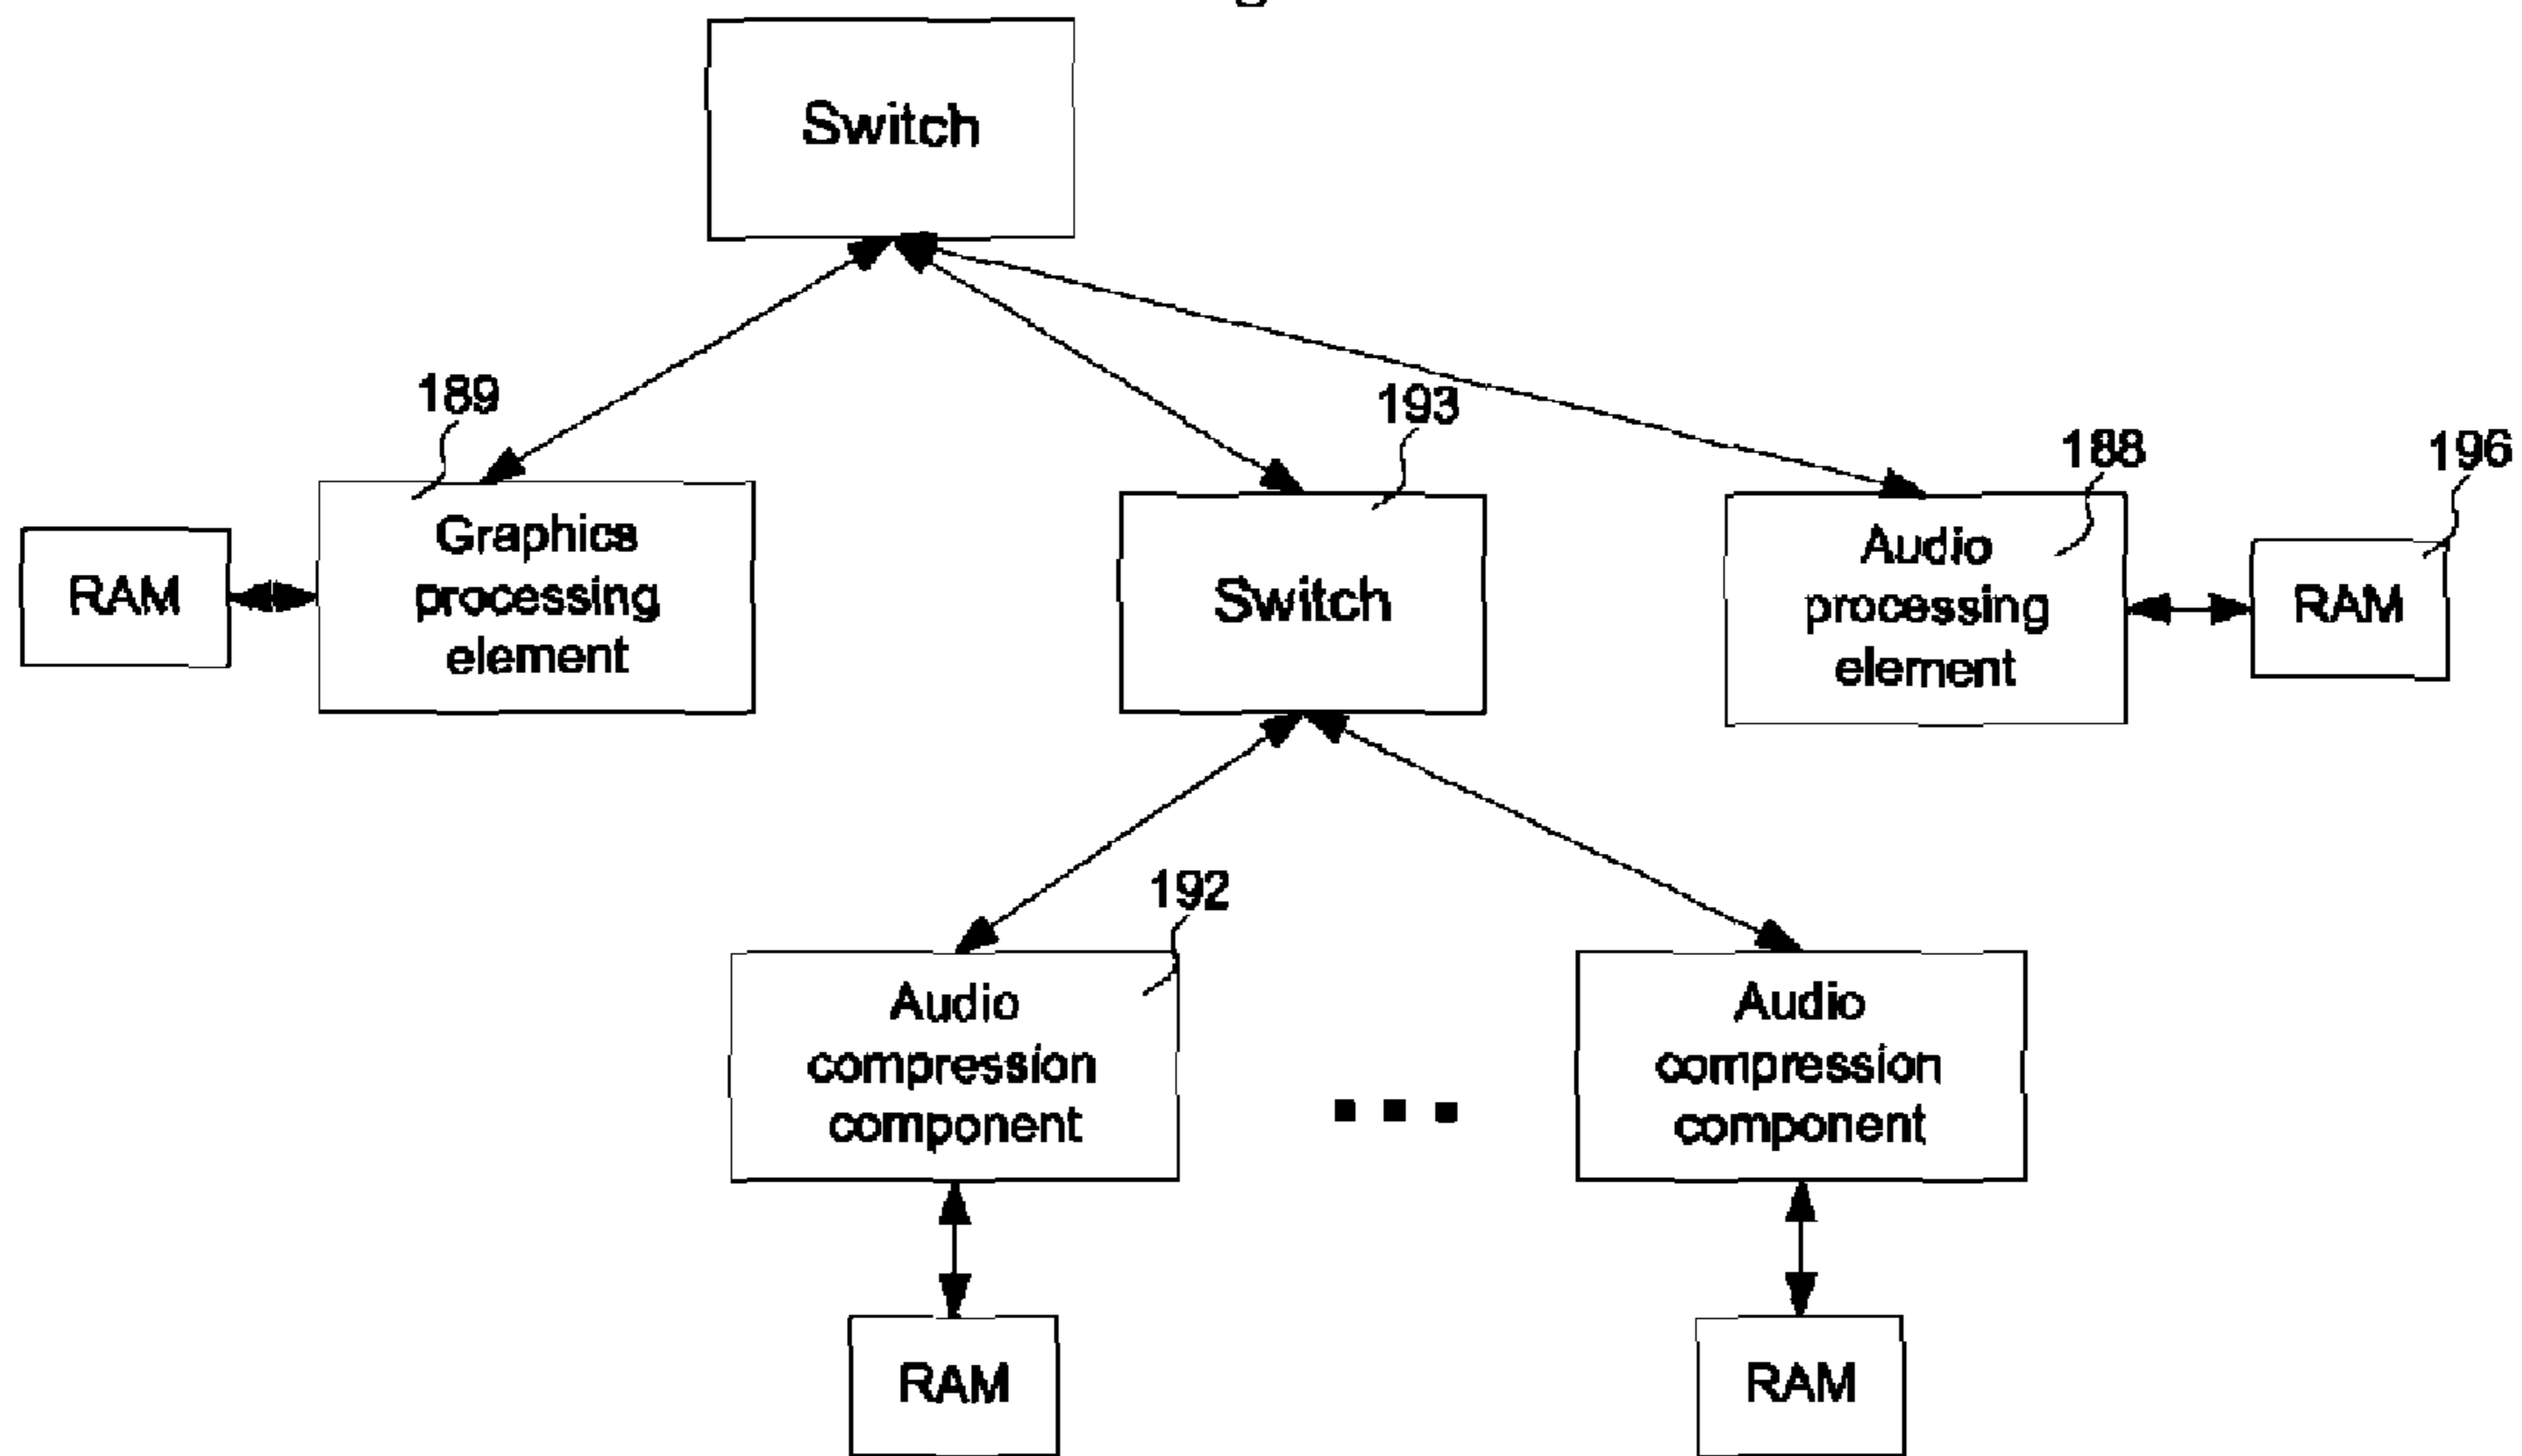 Switch
189
193
188
196
RAM
Graphics
processing
element
Switch
Audio
processing
element
RAM
192
Audio
compression
component
...
Audio
compression
component
RAM
RAM